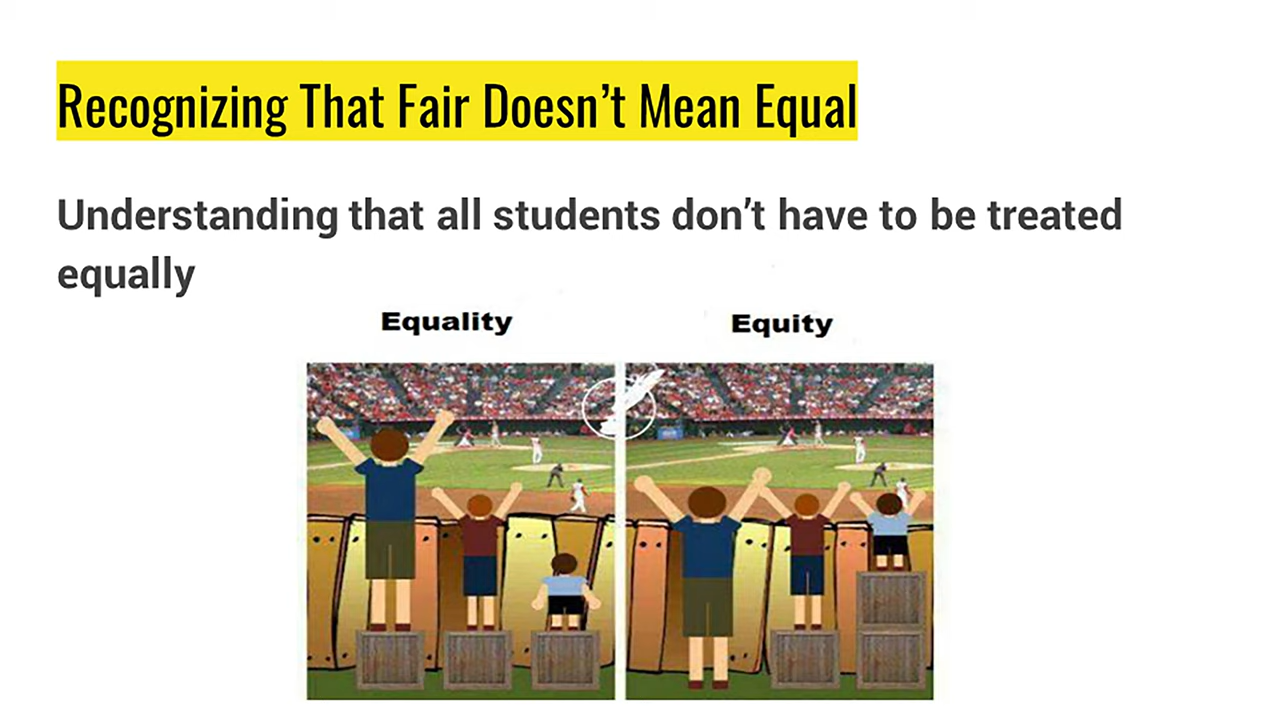 Recognizing That Fair Doesn’t Mean Equal
Understanding that all students don’t have to be treated
equally
Equality
Equity